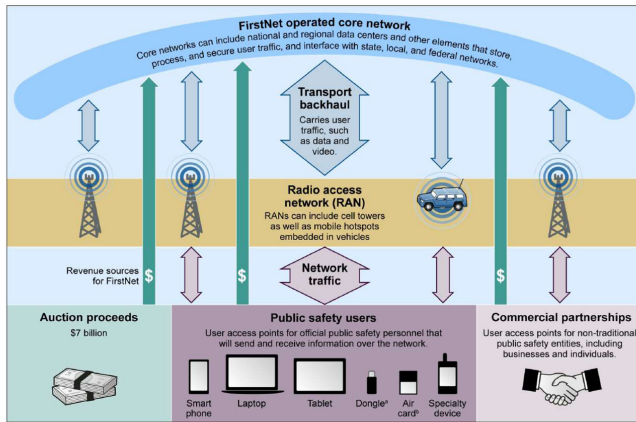 FirstNet operated core network
Core networks can include national and regional data centers and other elements that store,
process, and secure user traffic, and interface with state, local, and federal networks.
Transport
backhaul
Carries user
traffic, such
as data and
video.
Radio access
network (RAN)
RANs can include cell towers
as well as mobile hotspots
embedded in vehicles
Revenue sources
for FirstNet
$
$
Network
traffic
$
Auction proceeds
$7 billion
Public safety users
User access points for official public safety personnel that
will send and receive information over the network.
Smart
phone
Laptop
Tablet
Dongleᵃ
Air
cardᵇ
Specialty
device
Commercial partnerships
User access points for non-traditional
public safety entities, including
businesses and individuals.